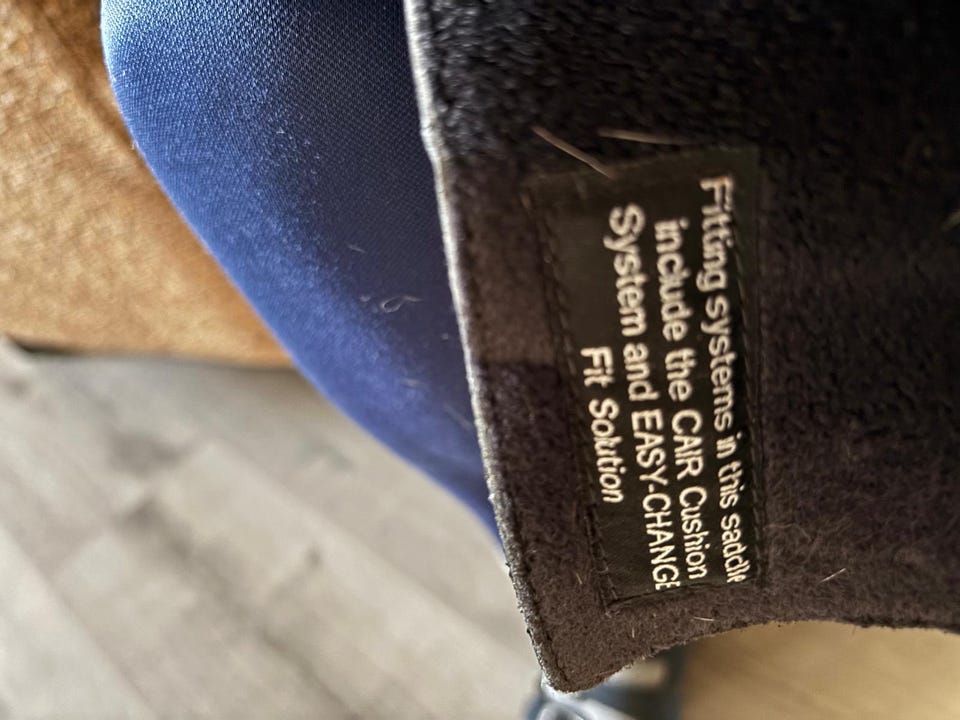 Fitting systems in this saddle
include the CAIR Cushion
System and EASY-CHANGE
Fit Solution